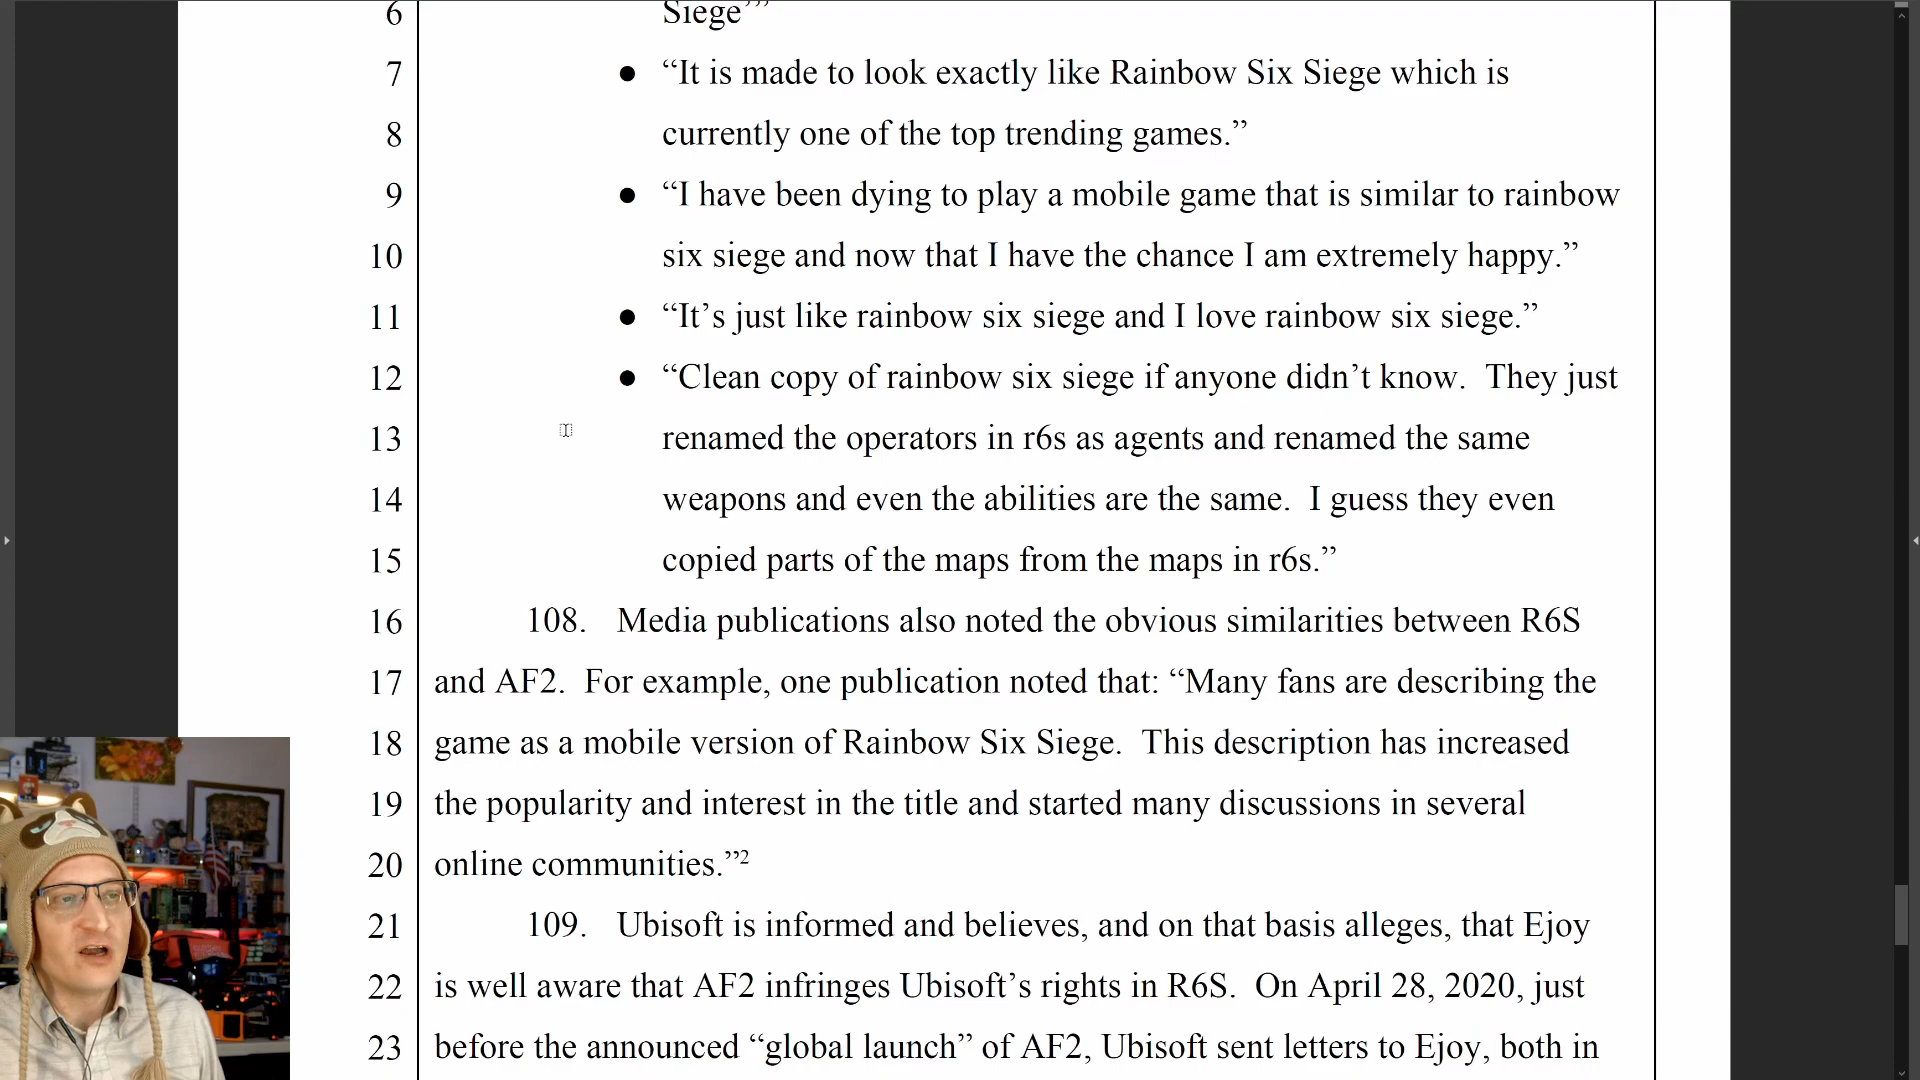 6 Siege’”
7 ● “It is made to look exactly like Rainbow Six Siege which is
8 currently one of the top trending games.”
9 ● “I have been dying to play a mobile game that is similar to rainbow
10 six siege and now that I have the chance I am extremely happy.”
11 ● “It’s just like rainbow six siege and I love rainbow six siege.”
12 ● “Clean copy of rainbow six siege if anyone didn’t know.  They just
13 renamed the operators in r6s as agents and renamed the same
14 weapons and even the abilities are the same.  I guess they even
15 copied parts of the maps from the maps in r6s.”
16 108.  Media publications also noted the obvious similarities between R6S
17 and AF2.  For example, one publication noted that: “Many fans are describing the
18 game as a mobile version of Rainbow Six Siege.  This description has increased
19 the popularity and interest in the title and started many discussions in several
20 online communities.”²
21 109.  Ubisoft is informed and believes, and on that basis alleges, that Ejoy
22 is well aware that AF2 infringes Ubisoft’s rights in R6S.  On April 28, 2020, just
23 before the announced “global launch” of AF2, Ubisoft sent letters to Ejoy, both in